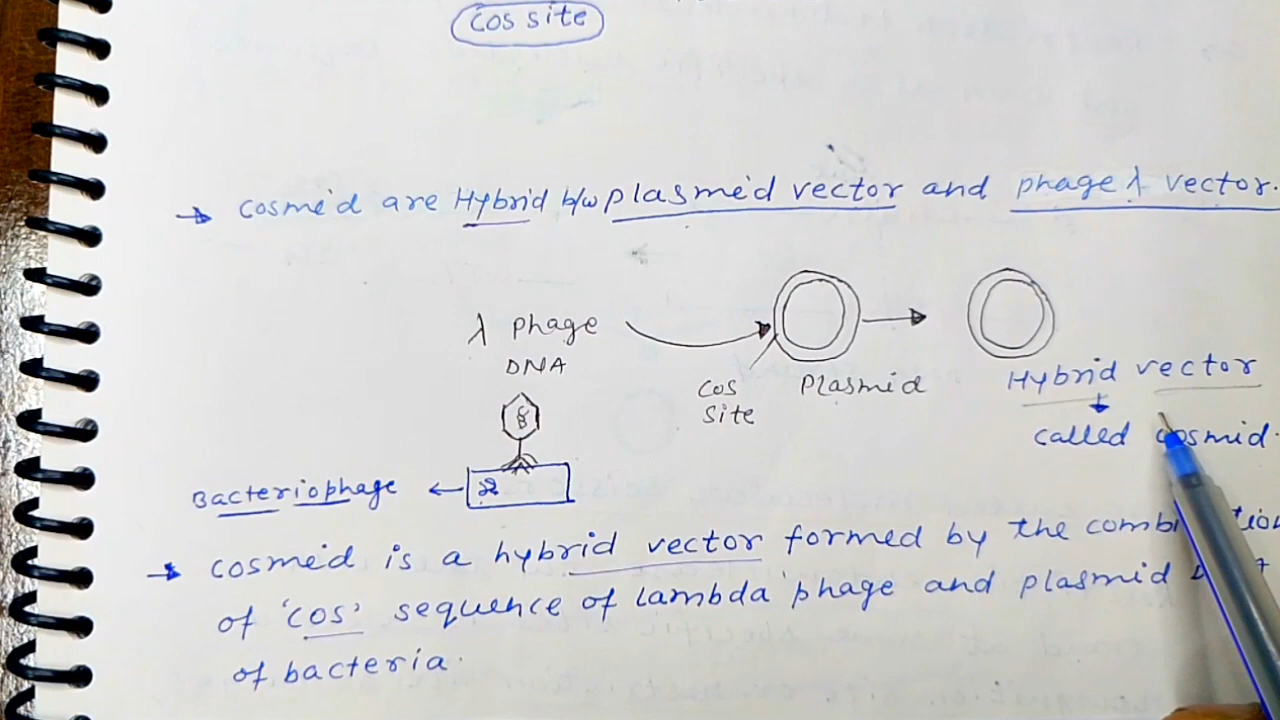 Cos site
→ Cosmid are Hybrid b/w plasmid vector and phage λ vector.
λ phage
DNA
Cos
Site
Plasmid
Hybrid vector
called cosmid.
Bacteriophage ←
→ cosmid is a hybrid vector formed by the
of 'cos' sequence of lambda phage and plasmid
of bacteria.